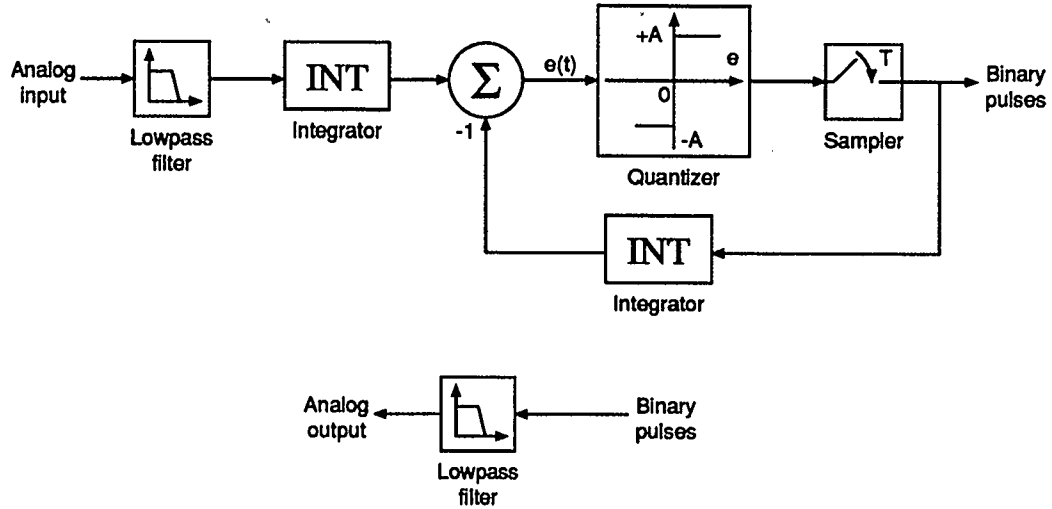 Analog
input
Lowpass
filter
INT
Integrator
Σ
-1
e(t)
+A
e
0
-A
Quantizer
T
Sampler
Binary
pulses
INT
Integrator
Analog
output
Lowpass
filter
Binary
pulses